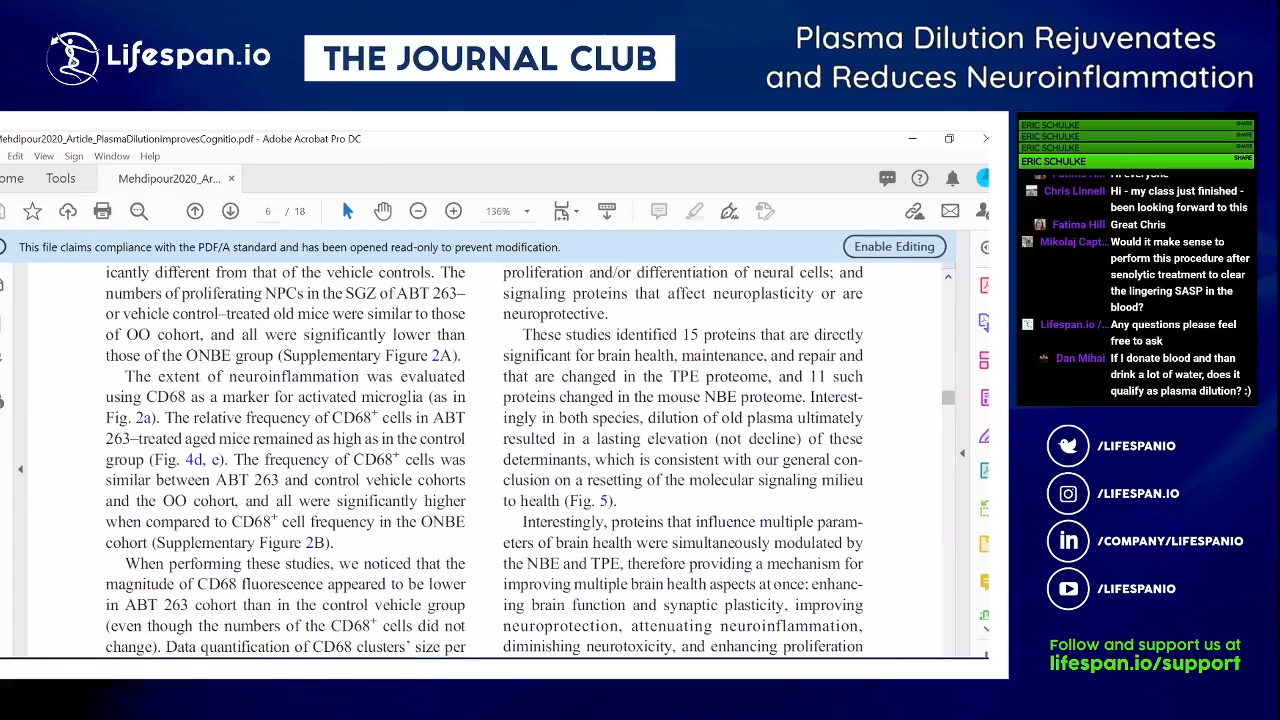 Lifespan.io
THE JOURNAL CLUB
Plasma Dilution Rejuvenates
and Reduces Neuroinflammation
Mehdipour2020_Article_PlasmaDilutionImprovesCognitio.pdf - Adobe Acrobat Pro
Edit View Sign Window Help
ome Tools Mehdipour2020_Ar... ×
6 / 18 136%
This file claims compliance with the PDF/A standard and has been opened read-only to prevent modification.
Enable Editing
icantly different from that of the vehicle controls. The
numbers of proliferating NPCs in the SGZ of ABT 263–
or vehicle control–treated old mice were similar to those
of OO cohort, and all were significantly lower than
those of the ONBE group (Supplementary Figure 2A).
The extent of neuroinflammation was evaluated
using CD68 as a marker for activated microglia (as in
Fig. 2a). The relative frequency of CD68+ cells in ABT
263–treated aged mice remained as high as in the control
group (Fig. 4d, e). The frequency of CD68+ cells was
similar between ABT 263 and control vehicle cohorts
and the OO cohort, and all were significantly higher
when compared to CD68+ cell frequency in the ONBE
cohort (Supplementary Figure 2B).
When performing these studies, we noticed that the
magnitude of CD68 fluorescence appeared to be lower
in ABT 263 cohort than in the control vehicle group
(even though the numbers of the CD68+ cells did not
change). Data quantification of CD68 clusters' size per
proliferation and/or differentiation of neural cells; and
signaling proteins that affect neuroplasticity or are
neuroprotective.
These studies identified 15 proteins that are directly
significant for brain health, maintenance, and repair and
that are changed in the TPE proteome, and 11 such
proteins changed in the mouse NBE proteome. Interest-
ingly in both species, dilution of old plasma ultimately
resulted in a lasting elevation (not decline) of these
determinants, which is consistent with our general con-
clusion on a resetting of the molecular signaling milieu
to health (Fig. 5).
Interestingly, proteins that influence multiple param-
eters of brain health were simultaneously modulated by
the NBE and TPE, therefore providing a mechanism for
improving multiple brain health aspects at once: enhanc-
ing brain function and synaptic plasticity, improving
neuroprotection, attenuating neuroinflammation,
diminishing neurotoxicity, and enhancing proliferation
ERIC SCHULKE SHARE
ERIC SCHULKE SHARE
ERIC SCHULKE SHARE
ERIC SCHULKE SHARE
Fatima Hill Hi everyone
Chris Linnell Hi - my class just finished -
been looking forward to this
Fatima Hill Great Chris
Mikolaj Capt... Would it make sense to
perform this procedure after
senolytic treatment to clear
the lingering SASP in the
blood?
Lifespan.io /... Any questions please feel
free to ask
Dan Mihai If I donate blood and than
drink a lot of water, does it
qualify as plasma dilution? :)
/LIFESPANIO
/LIFESPAN.IO
/COMPANY/LIFESPANIO
/LIFESPANIO
Follow and support us at
lifespan.io/support